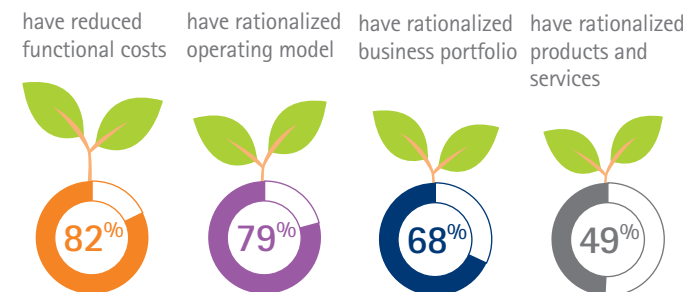 have reduced
functional costs
have rationalized
operating model
have rationalized
business portfolio
have rationalized
products and
services
82%
79%
68%
49%